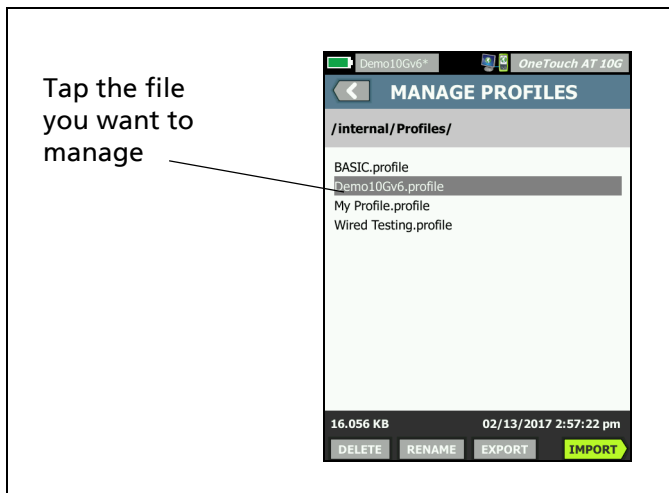 Tap the file
you want to
manage
Demo10Gv6*
OneTouch AT 10G
MANAGE PROFILES
/internal/Profiles/
BASIC.profile
Demo10Gv6.profile
My Profile.profile
Wired Testing.profile
16.056 KB 02/13/2017 2:57:22 pm
DELETE RENAME EXPORT IMPORT